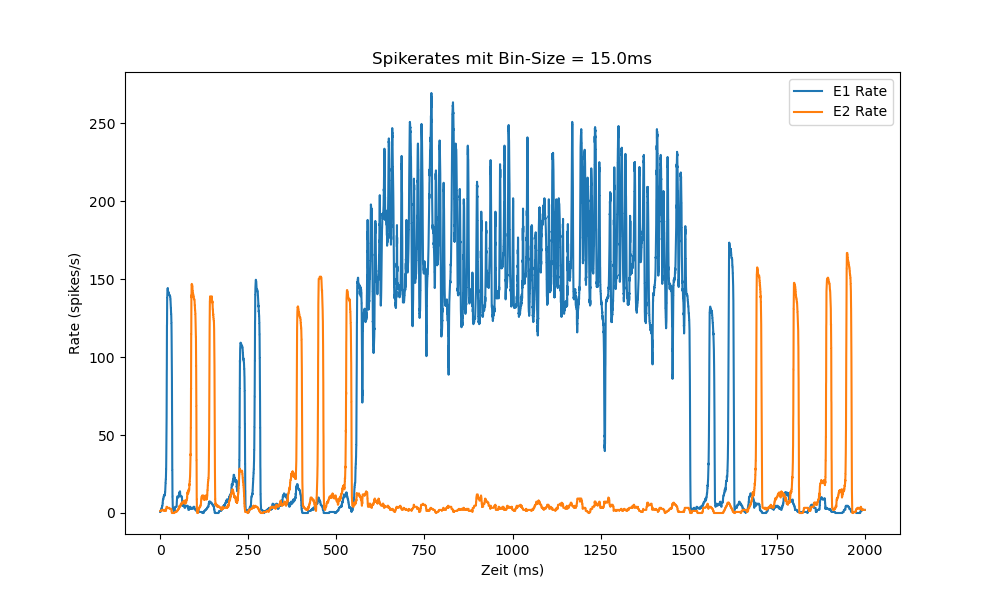 Spikerates mit Bin-Size = 15.0ms
E1 Rate
E2 Rate
Rate (spikes/s)
250
200
150
100
50
0
0 250 500 750 1000 1250 1500 1750 2000
Zeit (ms)